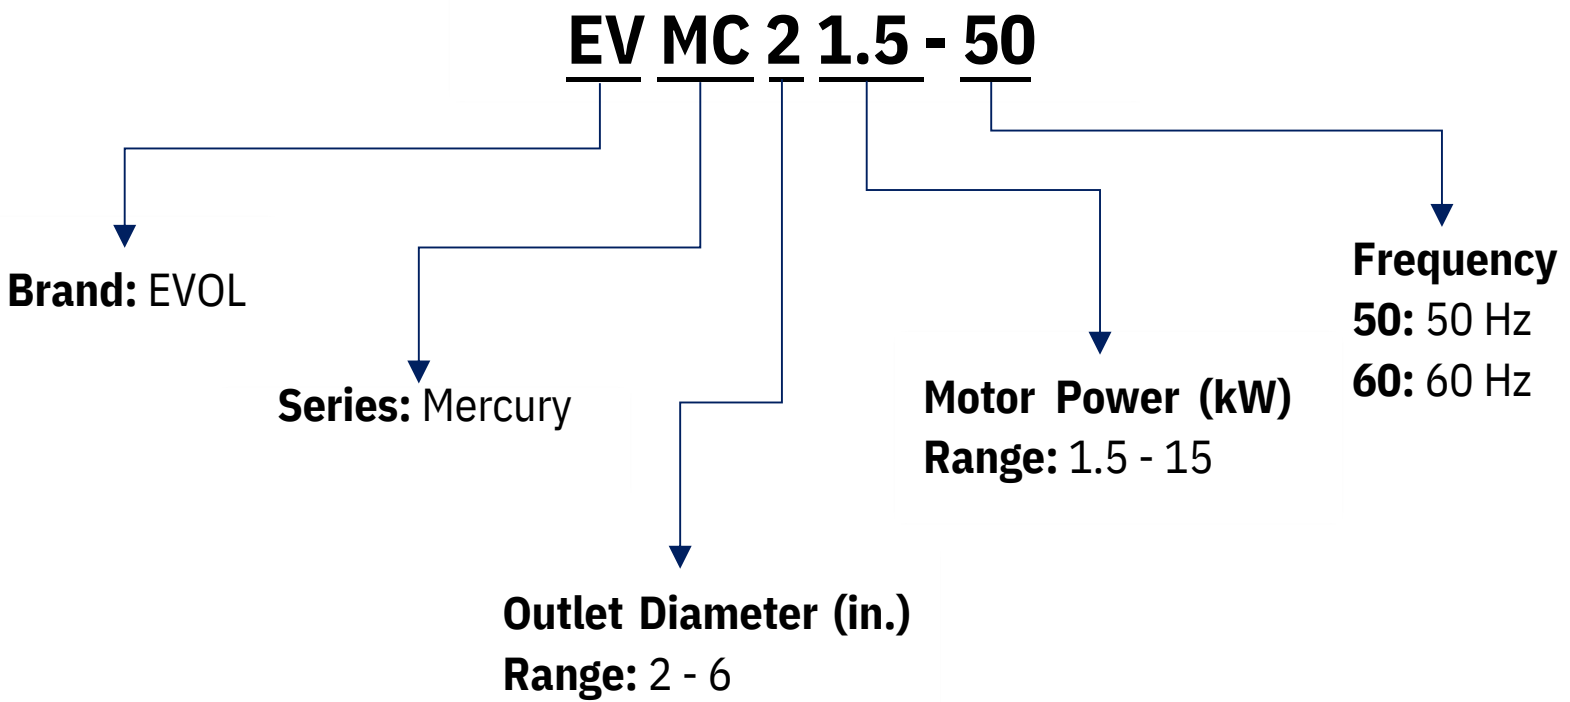 EV MC 2 1.5 - 50
Brand: EVOL
Series: Mercury
Outlet Diameter (in.)
Range: 2 - 6
Motor Power (kW)
Range: 1.5 - 15
Frequency
50: 50 Hz
60: 60 Hz